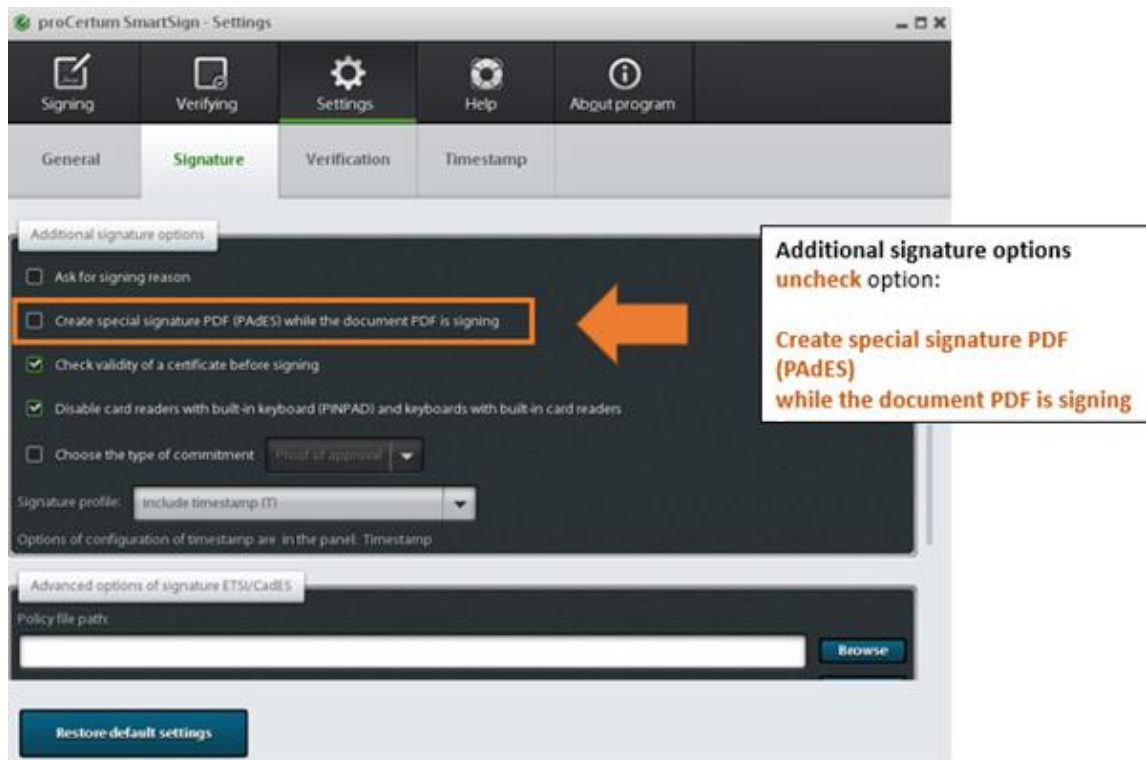 proCertum SmartSign - Settings
Signing
Verifying
Settings
Help
About program
General
Signature
Verification
Timestamp
Additional signature options
Ask for signing reason
Create special signature PDF (PAdES) while the document PDF is signing
Check validity of a certificate before signing
Disable card readers with built-in keyboard (PINPAD) and keyboards with built-in card readers
Choose the type of commitment Proof of approval
Signature profile: include timestamp (T)
Options of configuration of timestamp are in the panel: Timestamp
Additional signature options
uncheck option:
Create special signature PDF
(PAdES)
while the document PDF is signing
Advanced options of signature ETSI/CadES
Policy file path:
Browse
Restore default settings